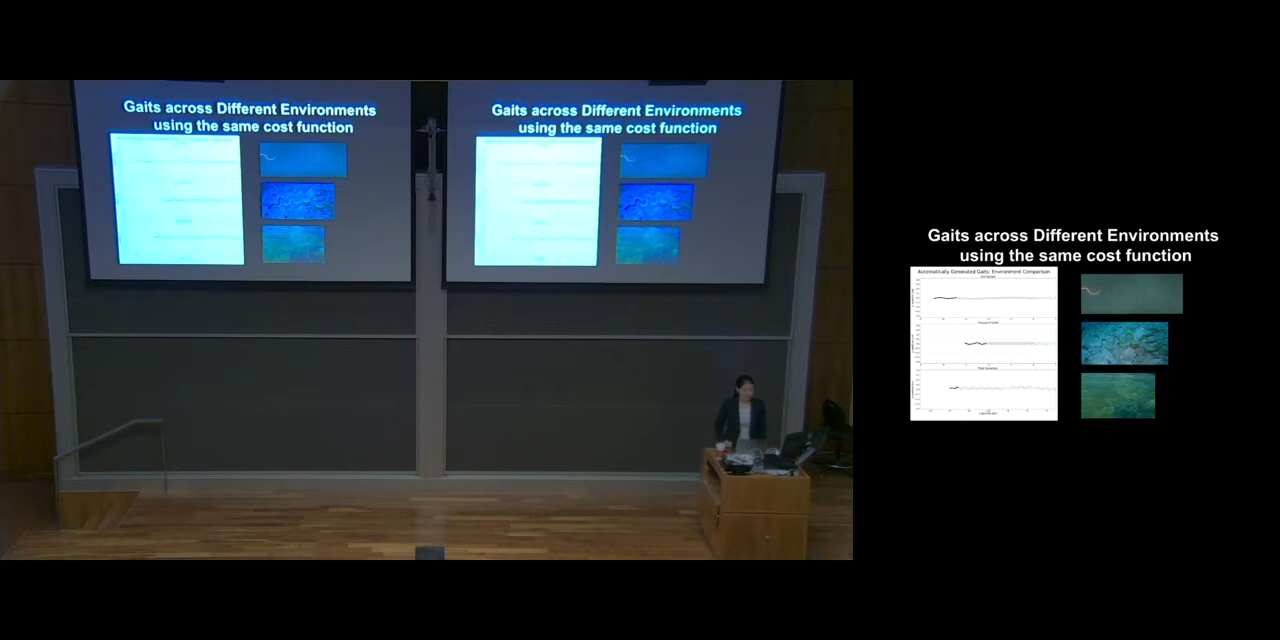 Gaits across Different Environments
using the same cost function
Gaits across Different Environments
using the same cost function
Gaits across Different Environments
using the same cost function
Automatically Generated Gaits: Environment Comparison